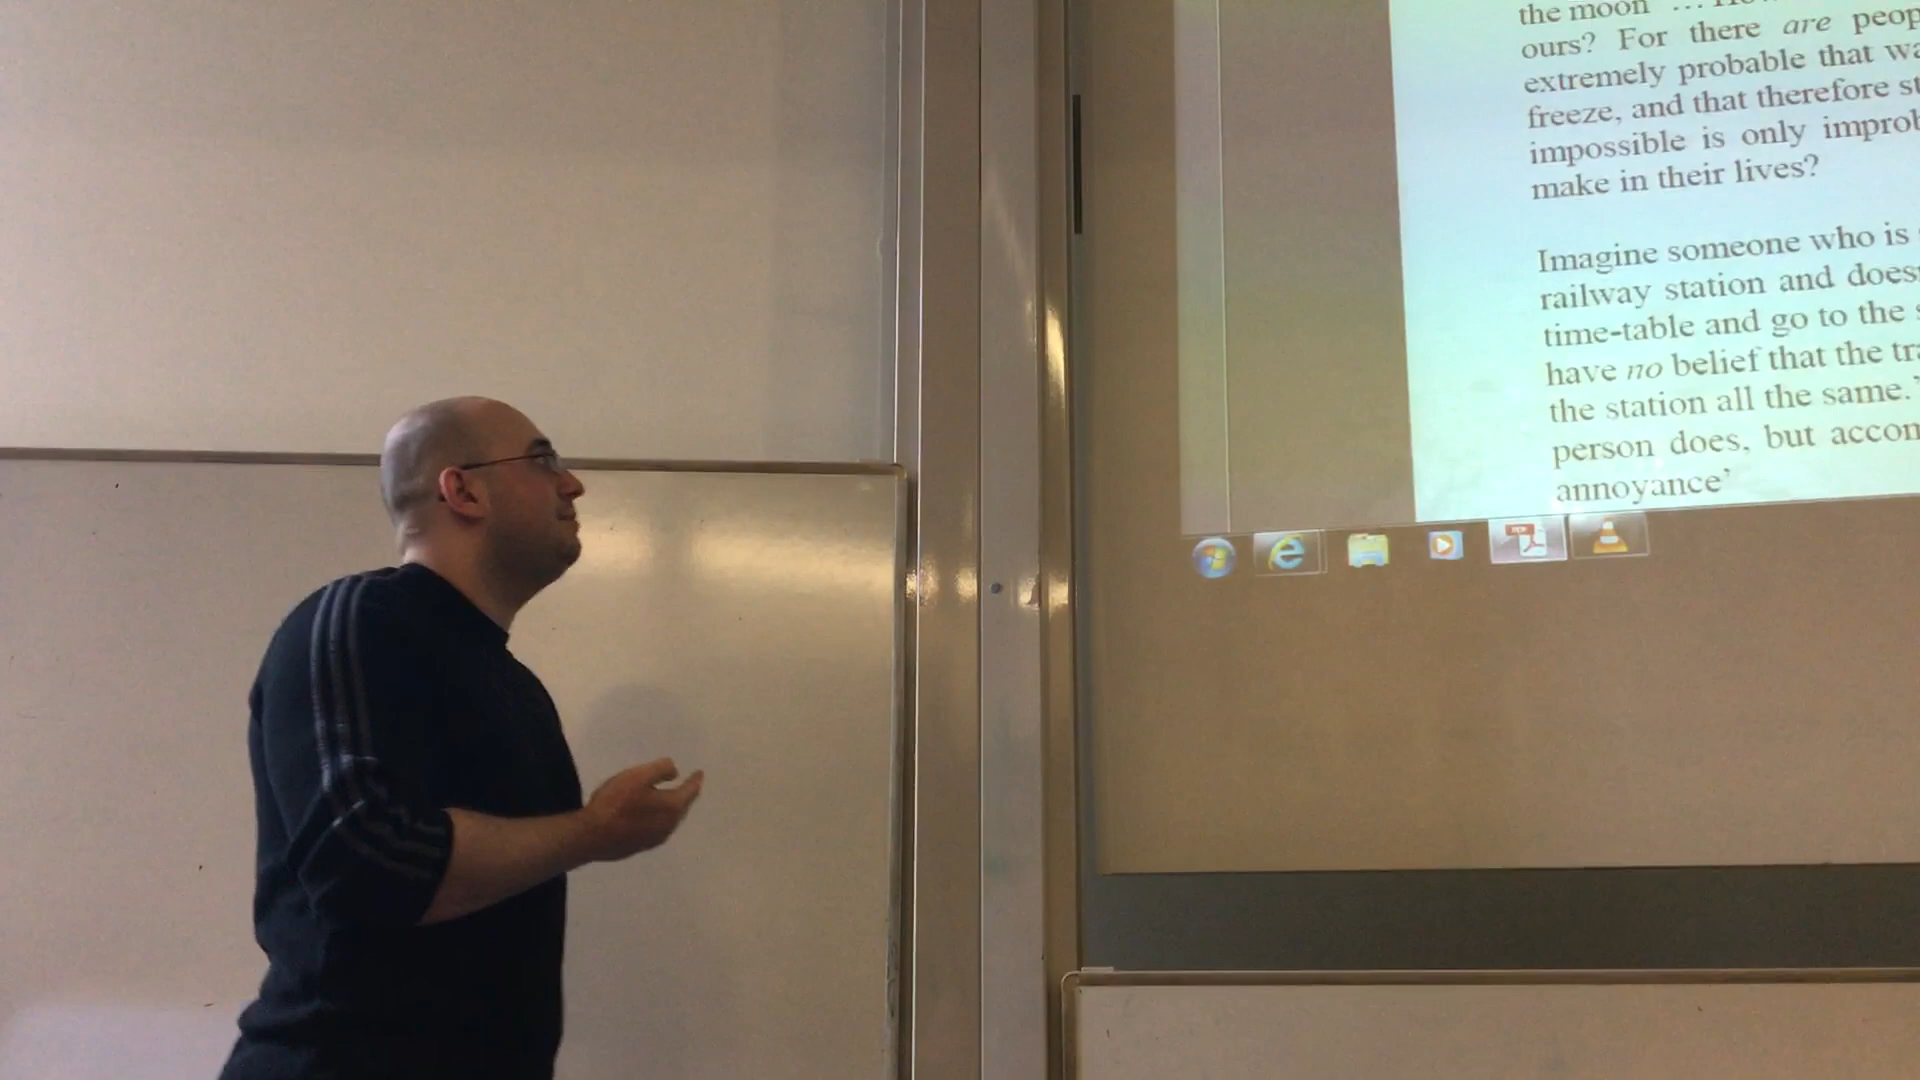 the moon ...
ours? For there are
extremely probable that
freeze, and that therefore
impossible is only
make in their lives?
Imagine someone who is
railway station and
time-table and go to the
have no belief that the
the station all the same.'
person does, but
annoyance'